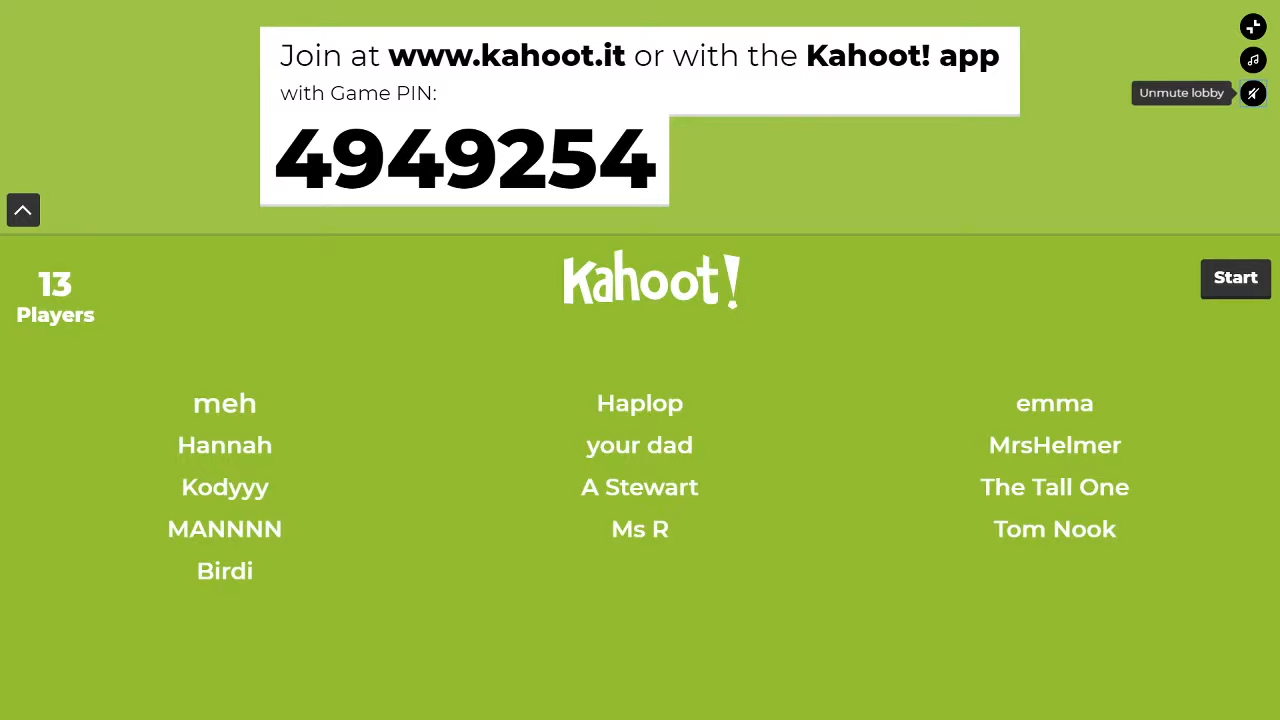 Join at www.kahoot.it or with the Kahoot! app
with Game PIN:
4949254
Unmute lobby
13
Players
Kahoot!
Start
meh
Haplop
emma
Hannah
your dad
MrsHelmer
Kodyyy
A Stewart
The Tall One
MANNNN
Ms R
Tom Nook
Birdi